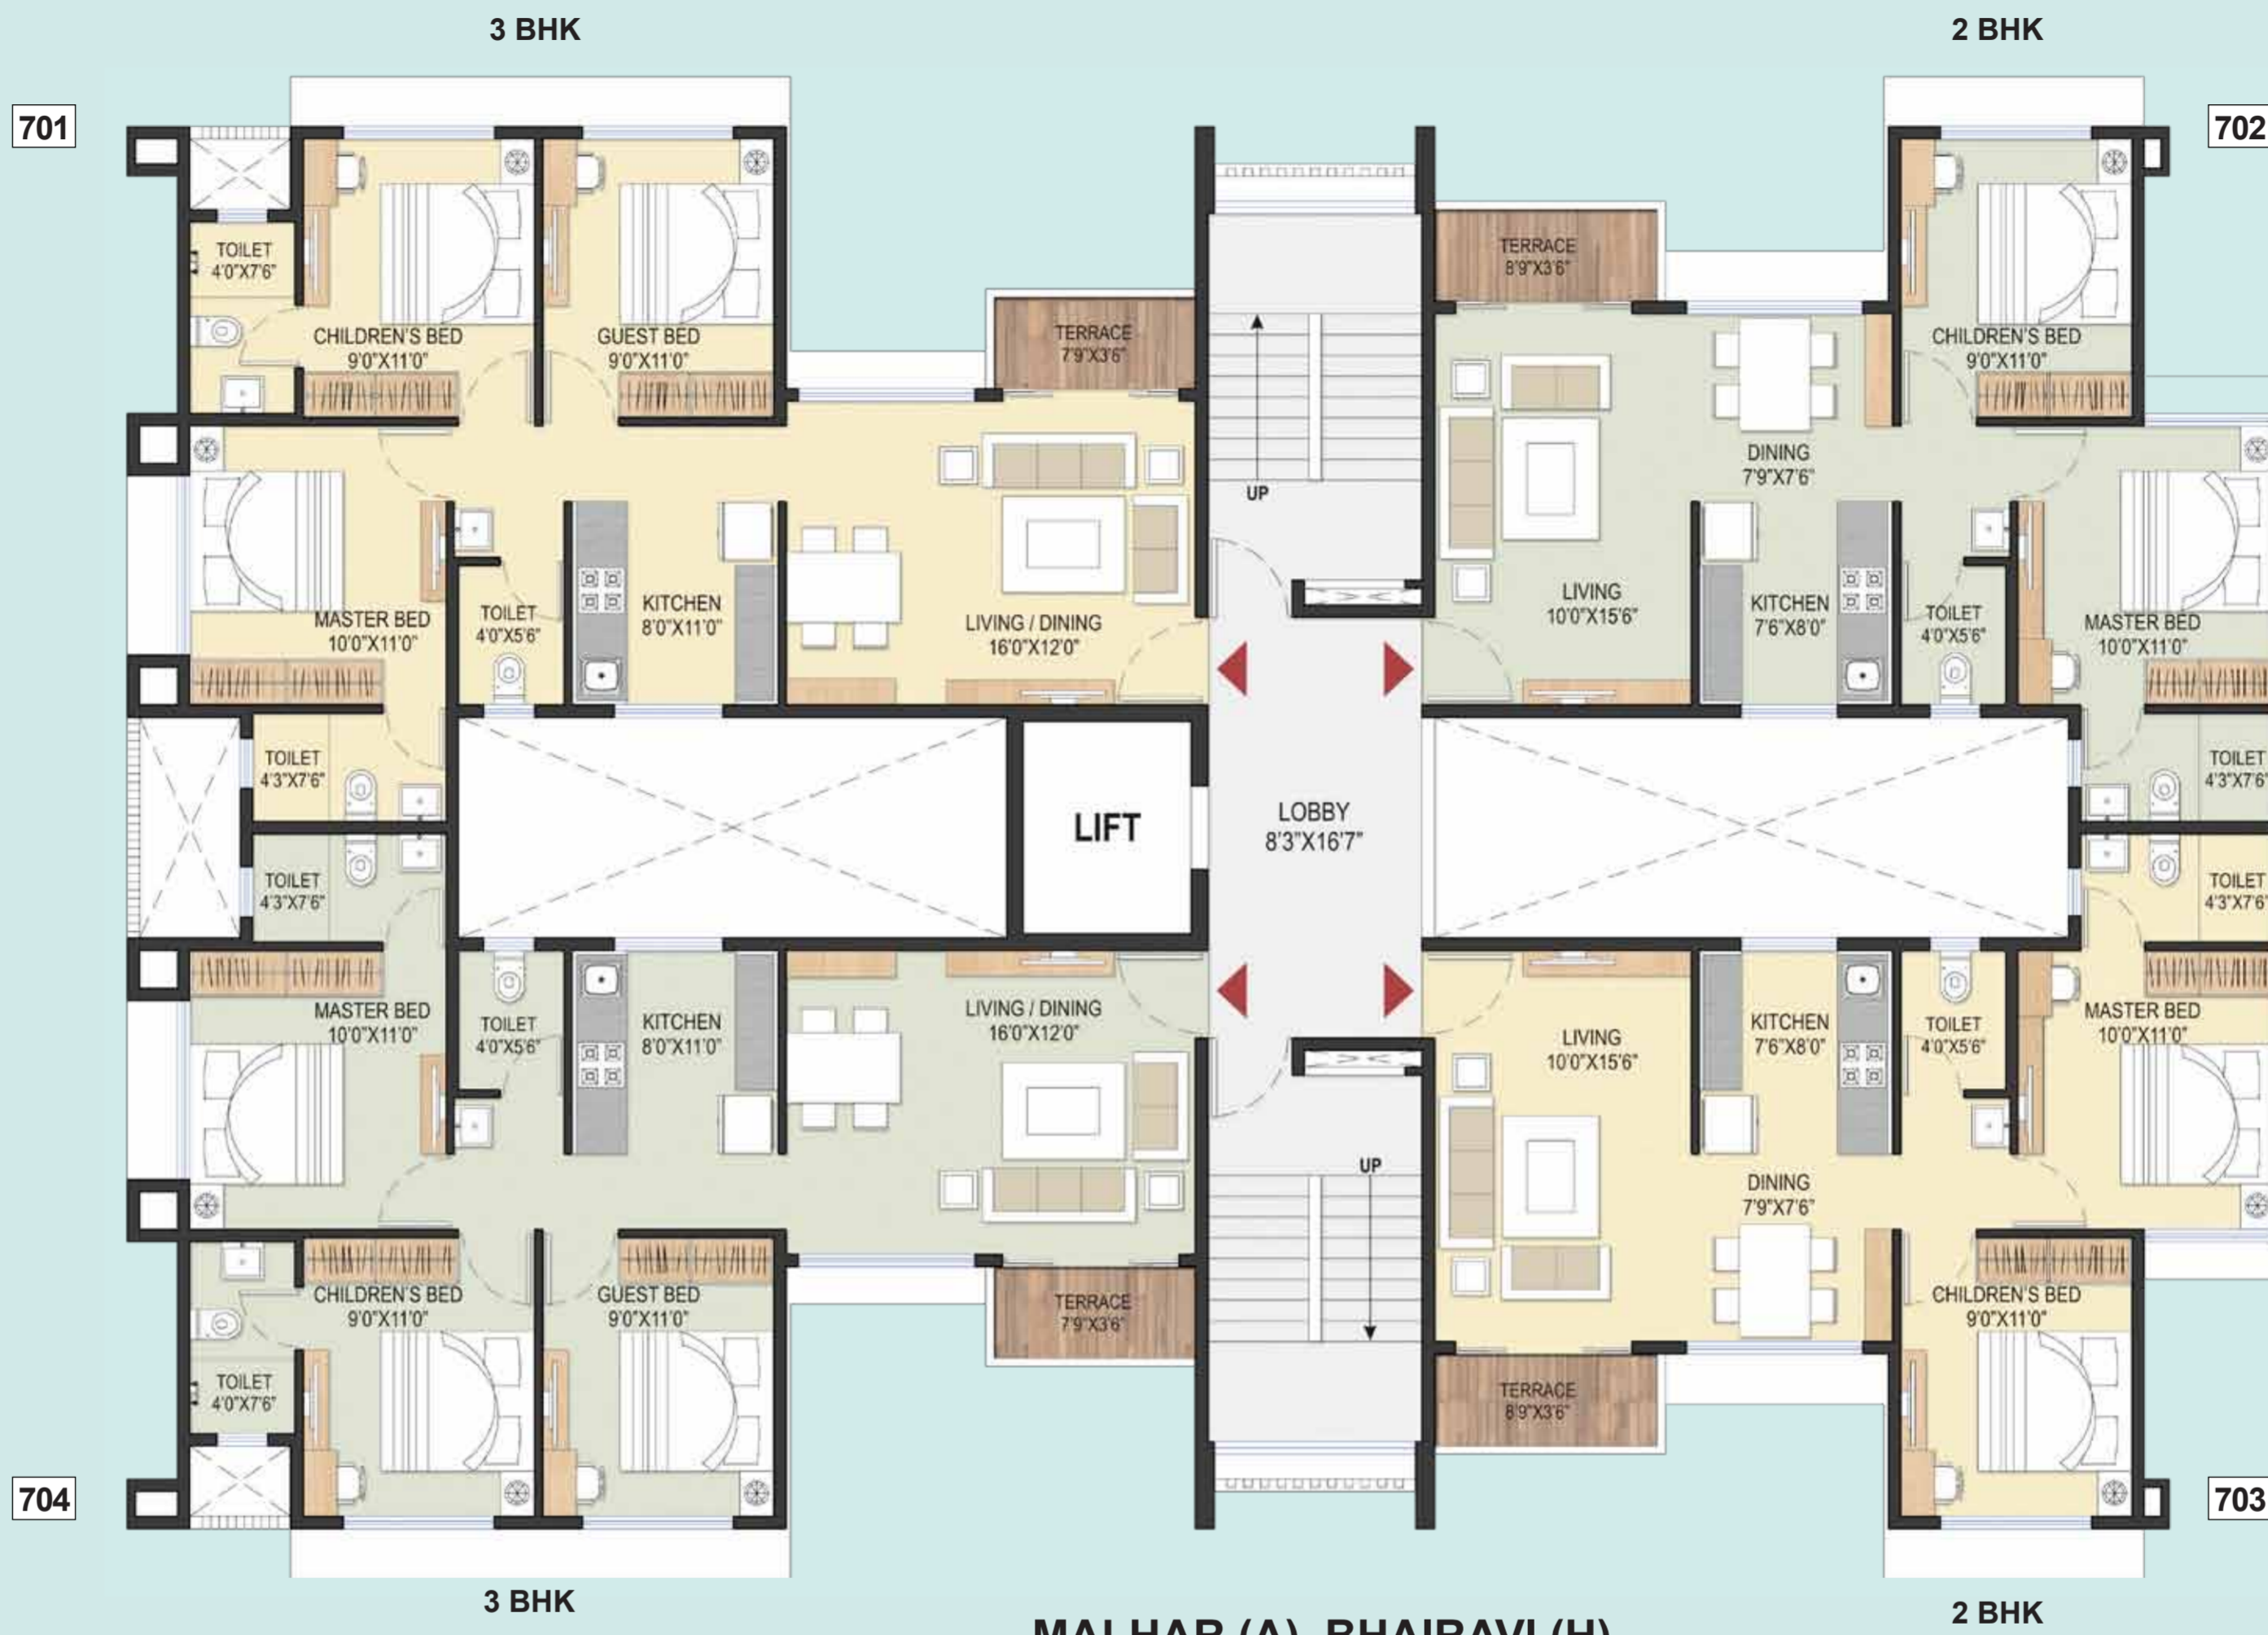 3 BHK
2 BHK
701
702
TOILET
4'0"X7'6"
CHILDREN'S BED
9'0"X11'0"
GUEST BED
9'0"X11'0"
TERRACE
7'9"X3'6"
TERRACE
8'9"X3'6"
CHILDREN'S BED
9'0"X11'0"
DINING
7'9"X7'6"
UP
MASTER BED
10'0"X11'0"
TOILET
4'0"X5'6"
KITCHEN
8'0"X11'0"
LIVING / DINING
16'0"X12'0"
LIVING
10'0"X15'6"
KITCHEN
7'6"X8'0"
TOILET
4'0"X5'6"
MASTER BED
10'0"X11'0"
TOILET
4'3"X7'6"
LIFT
LOBBY
8'3"X16'7"
TOILET
4'3"X7'6"
TOILET
4'3"X7'6"
TOILET
4'3"X7'6"
MASTER BED
10'0"X11'0"
TOILET
4'0"X5'6"
KITCHEN
8'0"X11'0"
LIVING / DINING
16'0"X12'0"
LIVING
10'0"X15'6"
KITCHEN
7'6"X8'0"
TOILET
4'0"X5'6"
MASTER BED
10'0"X11'0"
UP
DINING
7'9"X7'6"
CHILDREN'S BED
9'0"X11'0"
GUEST BED
9'0"X11'0"
TERRACE
7'9"X3'6"
CHILDREN'S BED
9'0"X11'0"
TOILET
4'0"X7'6"
TERRACE
8'9"X3'6"
704
703
3 BHK
2 BHK
MALHAR (A), BHAIRAVI (H)